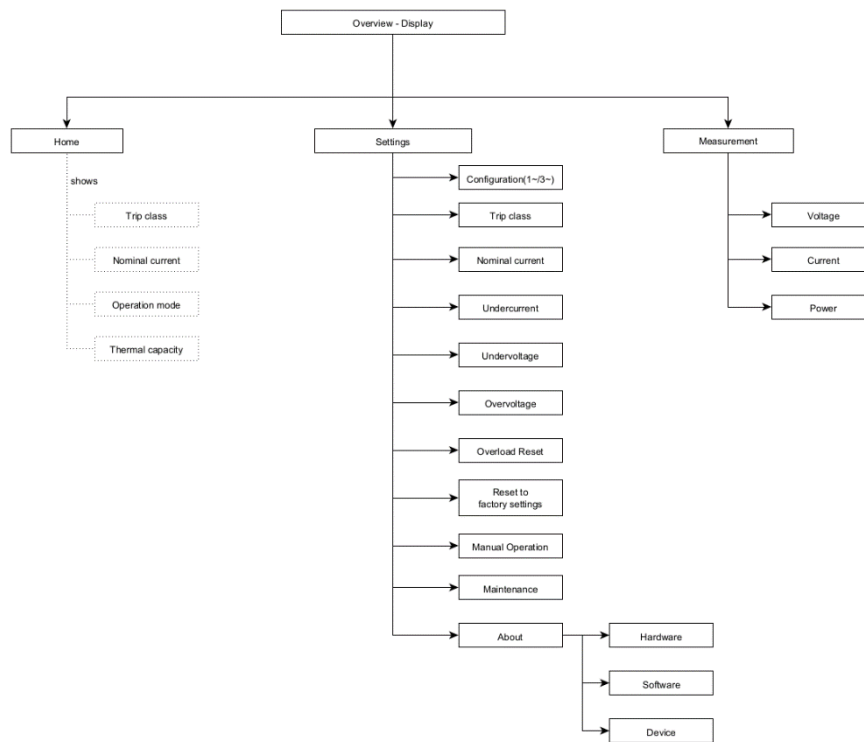 Overview - Display
Home
Settings
Measurement
shows
Trip class
Nominal current
Operation mode
Thermal capacity
Configuration(1~/3~)
Trip class
Nominal current
Undercurrent
Undervoltage
Overvoltage
Overload Reset
Reset to
factory settings
Manual Operation
Maintenance
About
Hardware
Software
Device
Voltage
Current
Power